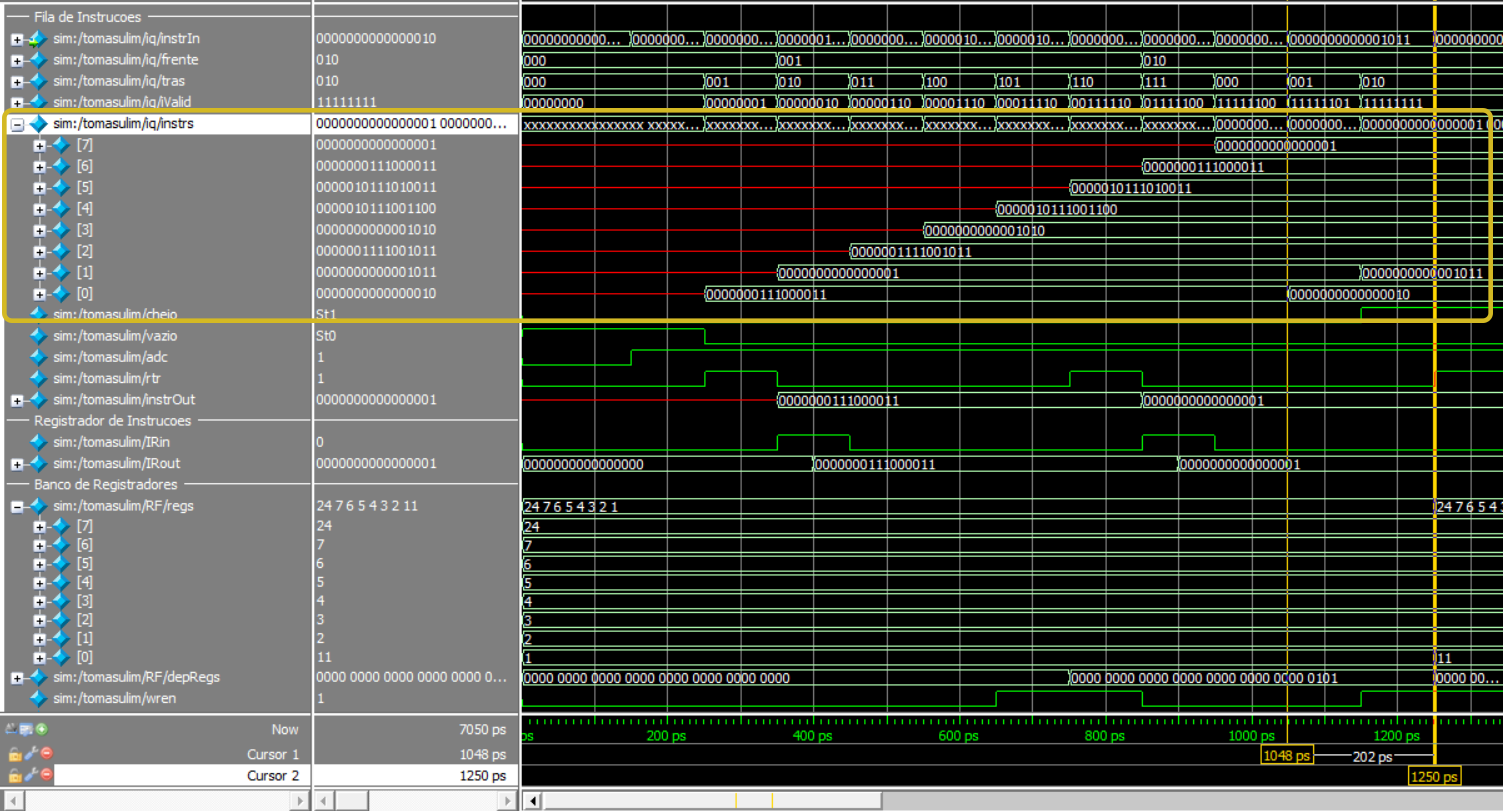 Fila de Instrucoes
sim:/tomasulim/iq/instrIn 0000000000000010 00000000000... 0000000... 0000000... 0000001... 0000000... 0000010... 0000010... 0000000... 0000000... 0000000... 0000000000001011 0000000000
sim:/tomasulim/iq/frente 010 000 001 010
sim:/tomasulim/iq/tras 010 000 001 010 011 100 101 110 111 000 001 010
sim:/tomasulim/iq/iValid 11111111 00000000 00000001 00000010 00000110 00001110 00011110 00111110 01111100 11111100 11111101 11111111
sim:/tomasulim/iq/instrs 0000000000000001 0000000... xxxxxxxxxxxxxxxx xxxxx... xxxxxxx... xxxxxxx... xxxxxxx... xxxxxxx... xxxxxxx... xxxxxxx... xxxxxxx... 0000000... 0000000... 0000000000000001 000
[7] 0000000000000001 0000000000000001
[6] 0000000111000011 0000000111000011
[5] 0000010111010011 0000010111010011
[4] 0000010111001100 0000010111001100
[3] 0000000000001010 0000000000001010
[2] 0000001111001011 0000001111001011
[1] 0000000000001011 0000000000000001 0000000000001011
[0] 0000000000000010 0000000111000011 0000000000000010
sim:/tomasulim/cheio St1
sim:/tomasulim/vazio St0
sim:/tomasulim/adc 1
sim:/tomasulim/rtr 1
sim:/tomasulim/instrOut 0000000000000001 0000000111000011 0000000000000001
Registrador de Instrucoes
sim:/tomasulim/IRin 0
sim:/tomasulim/IRout 0000000000000001 0000000000000000 0000000111000011 0000000000000001
Banco de Registradores
sim:/tomasulim/RF/regs 24 7 6 5 4 3 2 11 24 7 6 5 4 3 2 1 24 7 6 5 4 3
[7] 24 24
[6] 7 7
[5] 6 6
[4] 5 5
[3] 4 4
[2] 3 3
[1] 2 2
[0] 11 1 11
sim:/tomasulim/RF/depRegs 0000 0000 0000 0000 0000 0... 0000 0000 0000 0000 0000 0000 0000 0000 0000 0000 0000 0000 0000 0000 0000 0101 0000 00...
sim:/tomasulim/wren 1
Now 7050 ps ps 200 ps 400 ps 600 ps 800 ps 1000 ps 1200 ps
Cursor 1 1048 ps 1048 ps 202 ps
Cursor 2 1250 ps 1250 ps